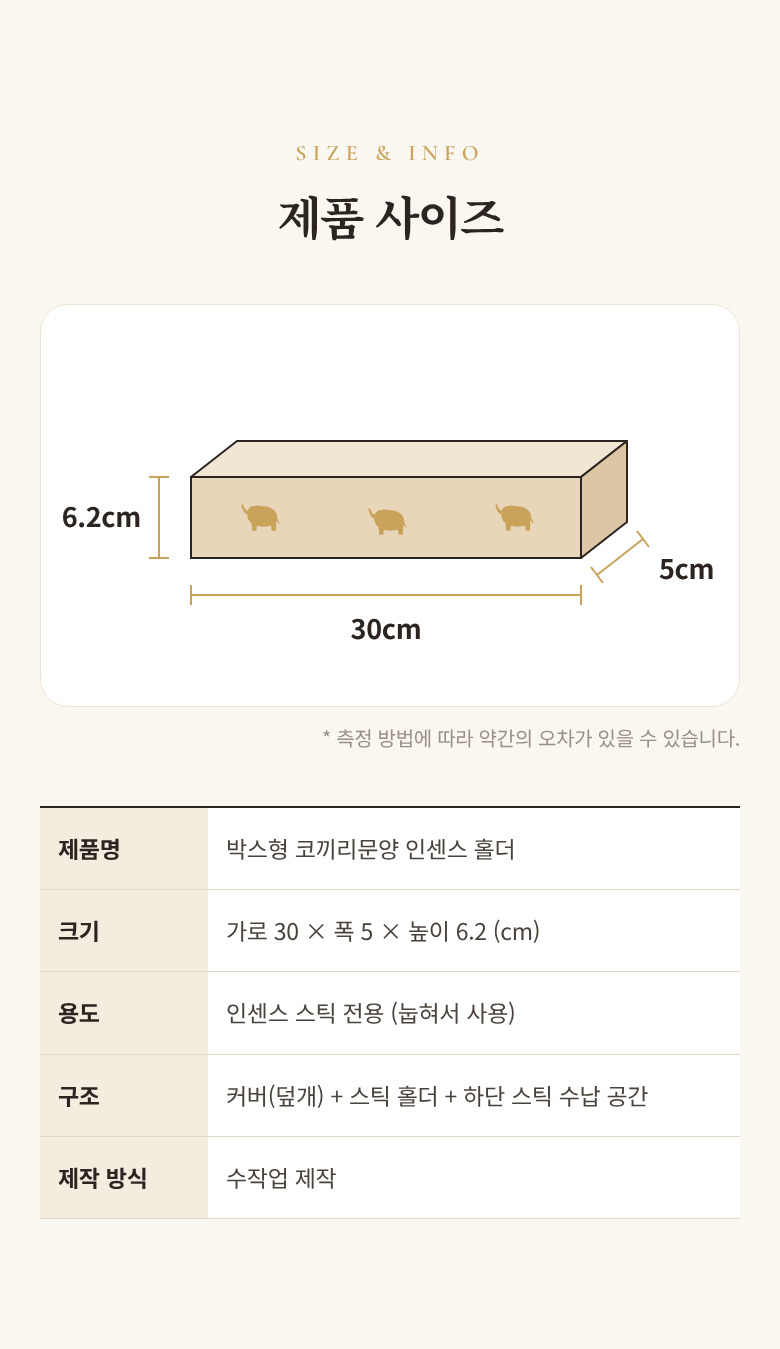 SIZE & INFO
제품 사이즈
6.2cm
5cm
30cm
* 측정 방법에 따라 약간의 오차가 있을 수 있습니다.
제품명 박스형 코끼리문양 인센스 홀더
크기 가로 30 × 폭 5 × 높이 6.2 (cm)
용도 인센스 스틱 전용 (눕혀서 사용)
구조 커버(덮개) + 스틱 홀더 + 하단 스틱 수납 공간
제작 방식 수작업 제작